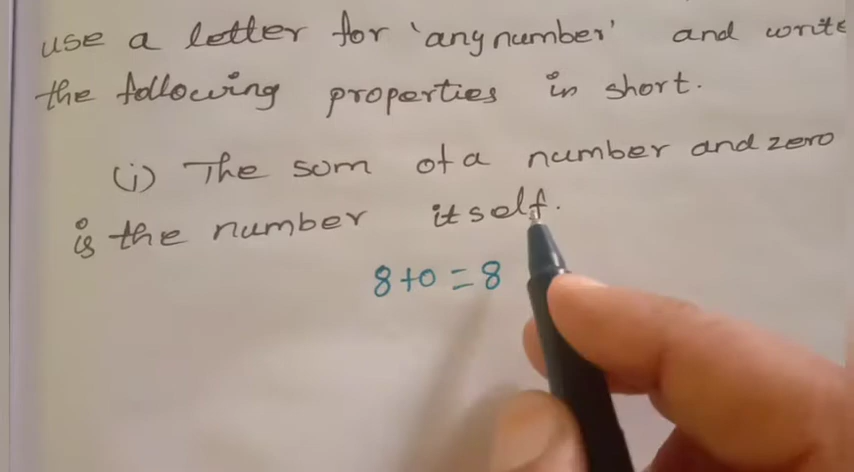 use a letter for 'any number' and write
the following properties in short.
(i) The sum of a number and zero
is the number itself.
8+0=8